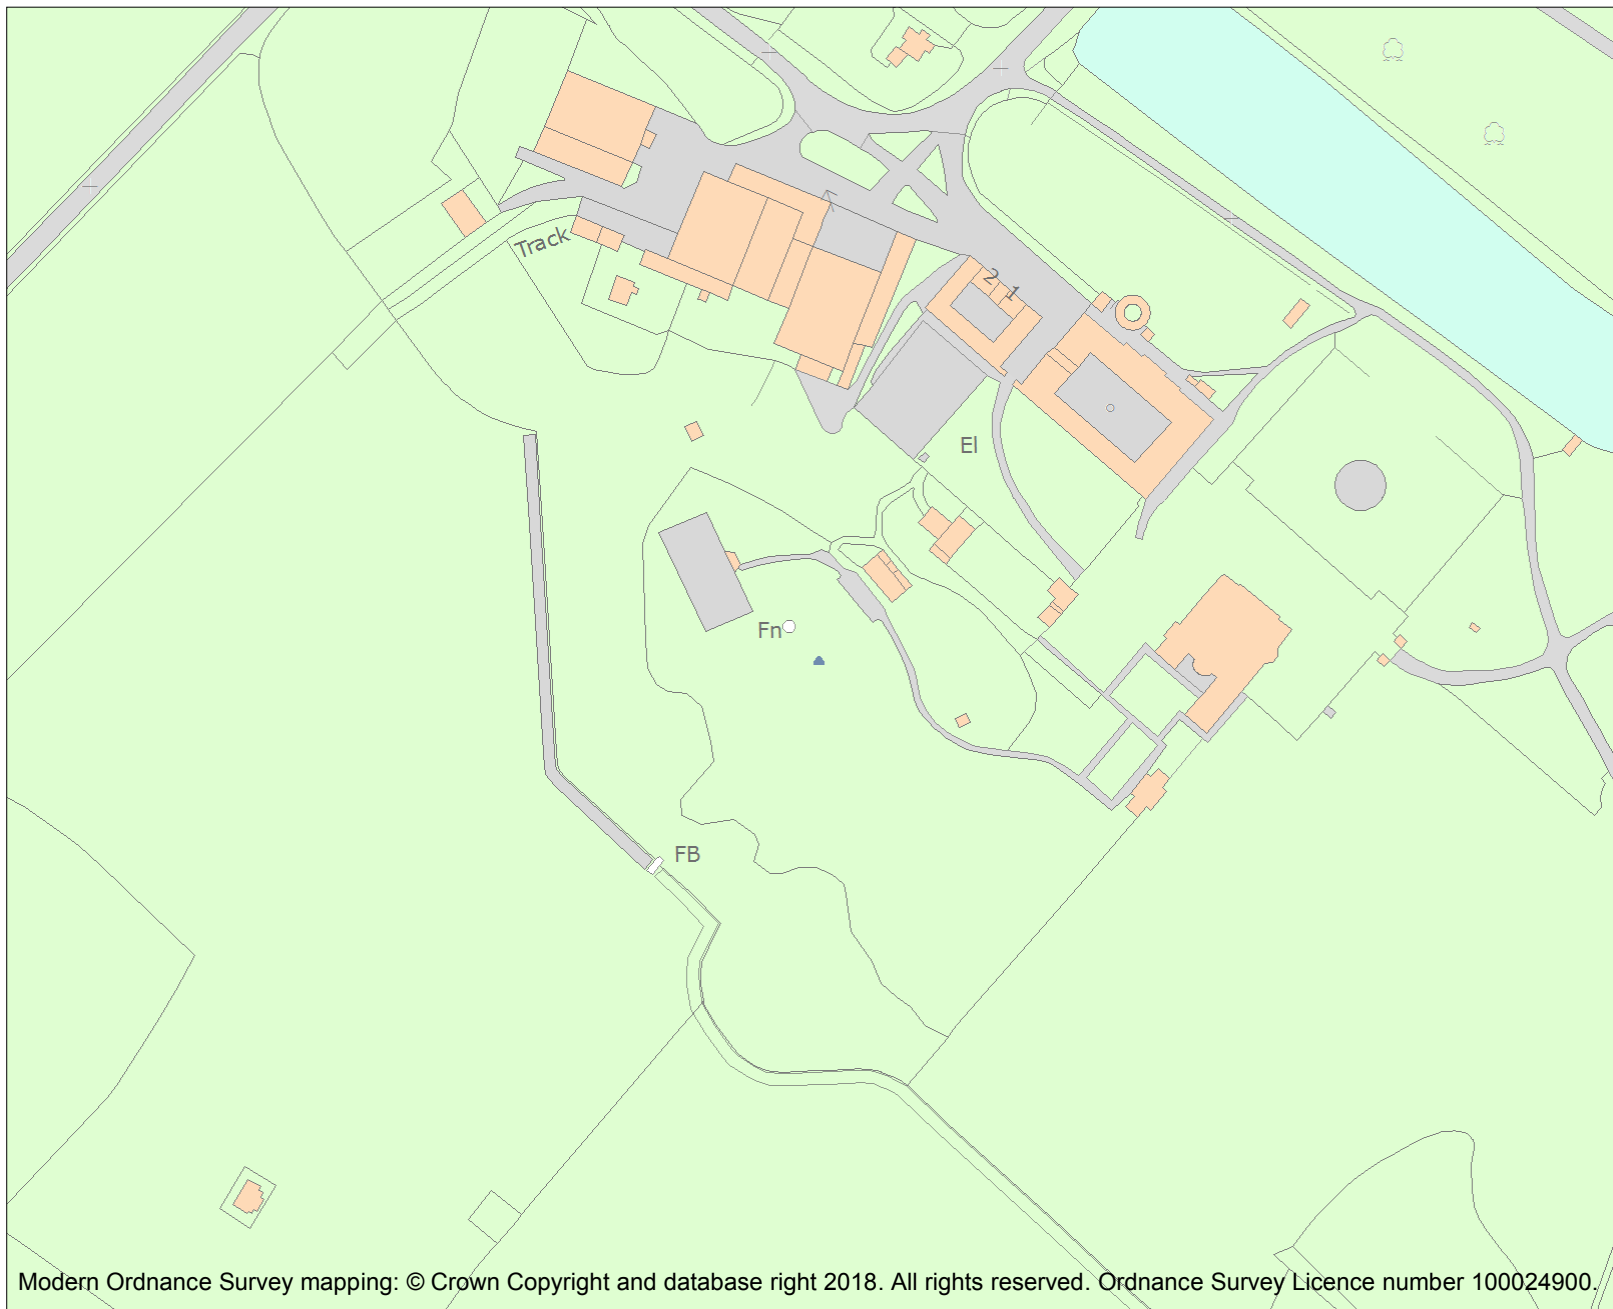 Track
2
1
El
Fn
FB
Modern Ordnance Survey mapping: © Crown Copyright and database right 2018. All rights reserved. Ordnance Survey Licence number 100024900.